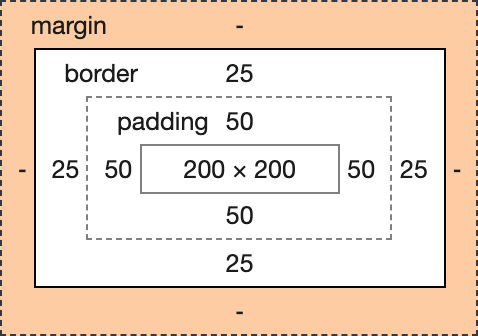 margin -
border 25
padding 50
- 25 50 200 × 200 50 25 -
50
25
-